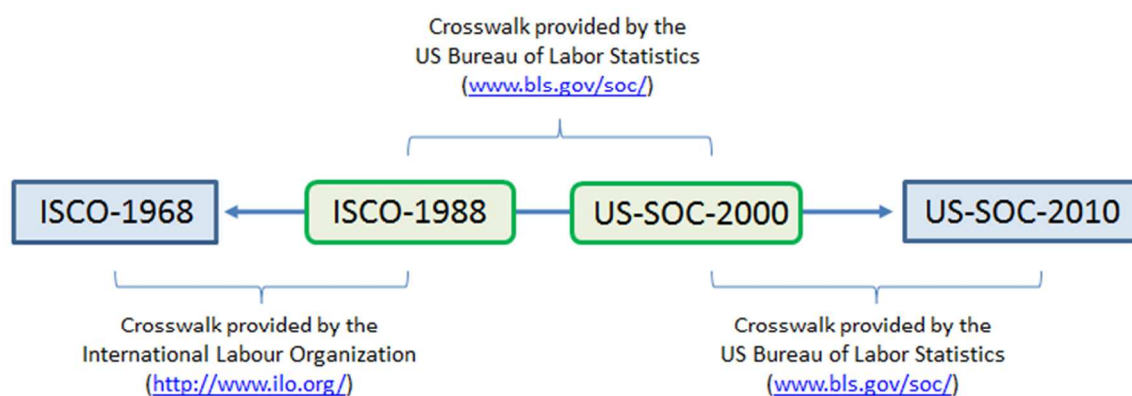 Crosswalk provided by the
US Bureau of Labor Statistics
(www.bls.gov/soc/)
ISCO-1968
ISCO-1988
US-SOC-2000
US-SOC-2010
Crosswalk provided by the
International Labour Organization
(http://www.ilo.org/)
Crosswalk provided by the
US Bureau of Labor Statistics
(www.bls.gov/soc/)